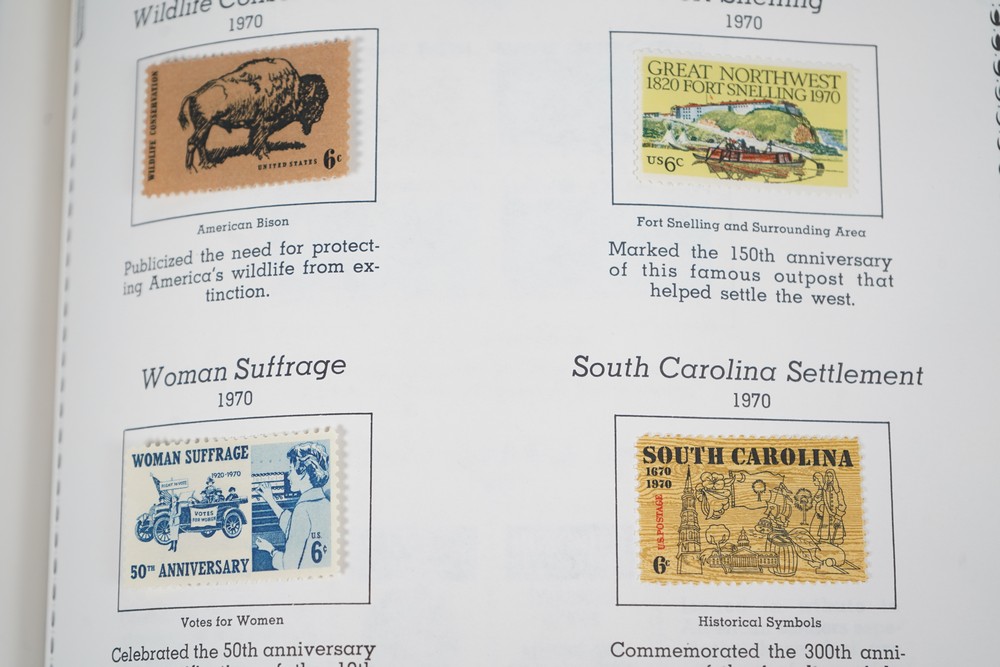 Wildlife
1970
WILDLIFE CONSERVATION
UNITED STATES 6c
American Bison
Publicized the need for protect-
ing America's wildlife from ex-
tinction.
Snelling
1970
GREAT NORTHWEST
1820 FORT SNELLING 1970
US6c
Fort Snelling and Surrounding Area
Marked the 150th anniversary
of this famous outpost that
helped settle the west.
Woman Suffrage
1970
WOMAN SUFFRAGE
1920-1970
VOTES
FOR WOMEN
U.S.
6c
50TH ANNIVERSARY
Votes for Women
Celebrated the 50th anniversary
South Carolina Settlement
1970
SOUTH CAROLINA
1670
1970
U.S. POSTAGE
6c
Historical Symbols
Commemorated the 300th anni-